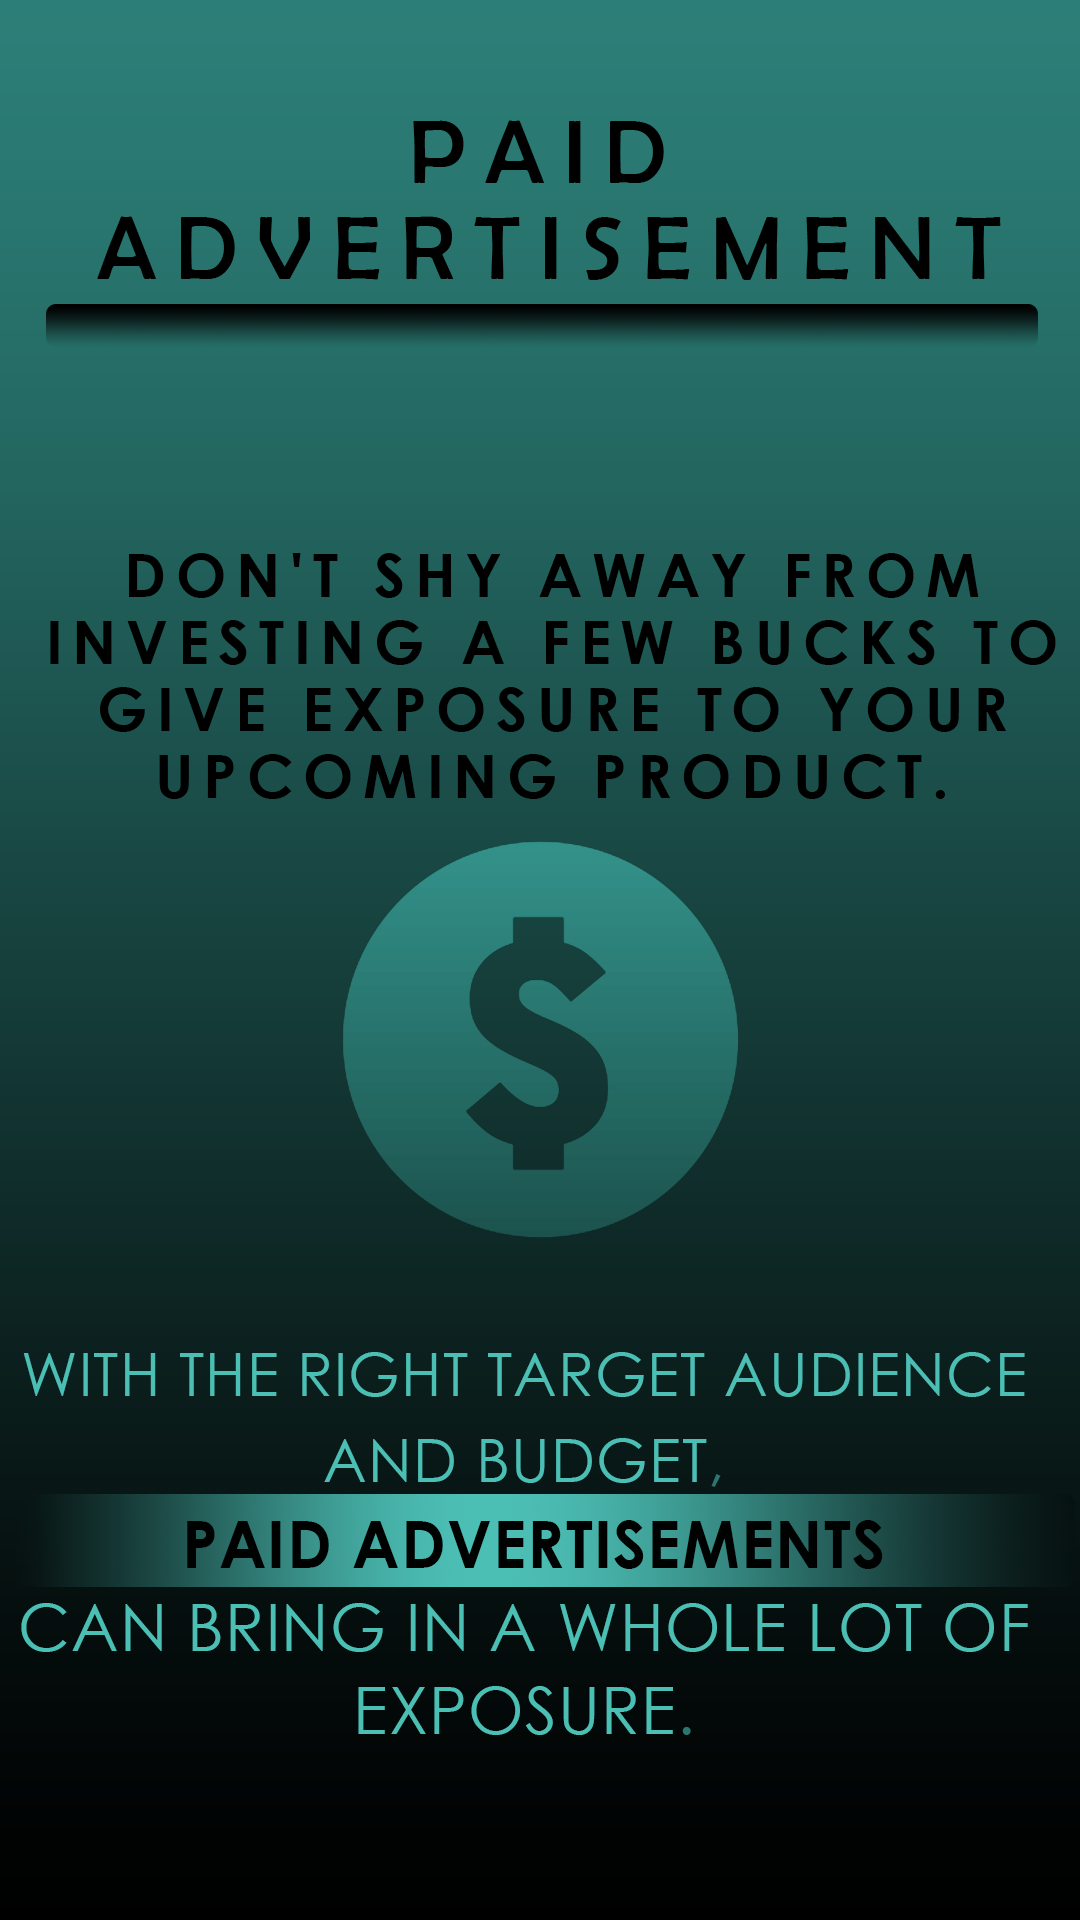 PAID
ADVERTISEMENT
DON'T SHY AWAY FROM
INVESTING A FEW BUCKS TO
GIVE EXPOSURE TO YOUR
UPCOMING PRODUCT.
$
WITH THE RIGHT TARGET AUDIENCE
AND BUDGET,
PAID ADVERTISEMENTS
CAN BRING IN A WHOLE LOT OF
EXPOSURE.